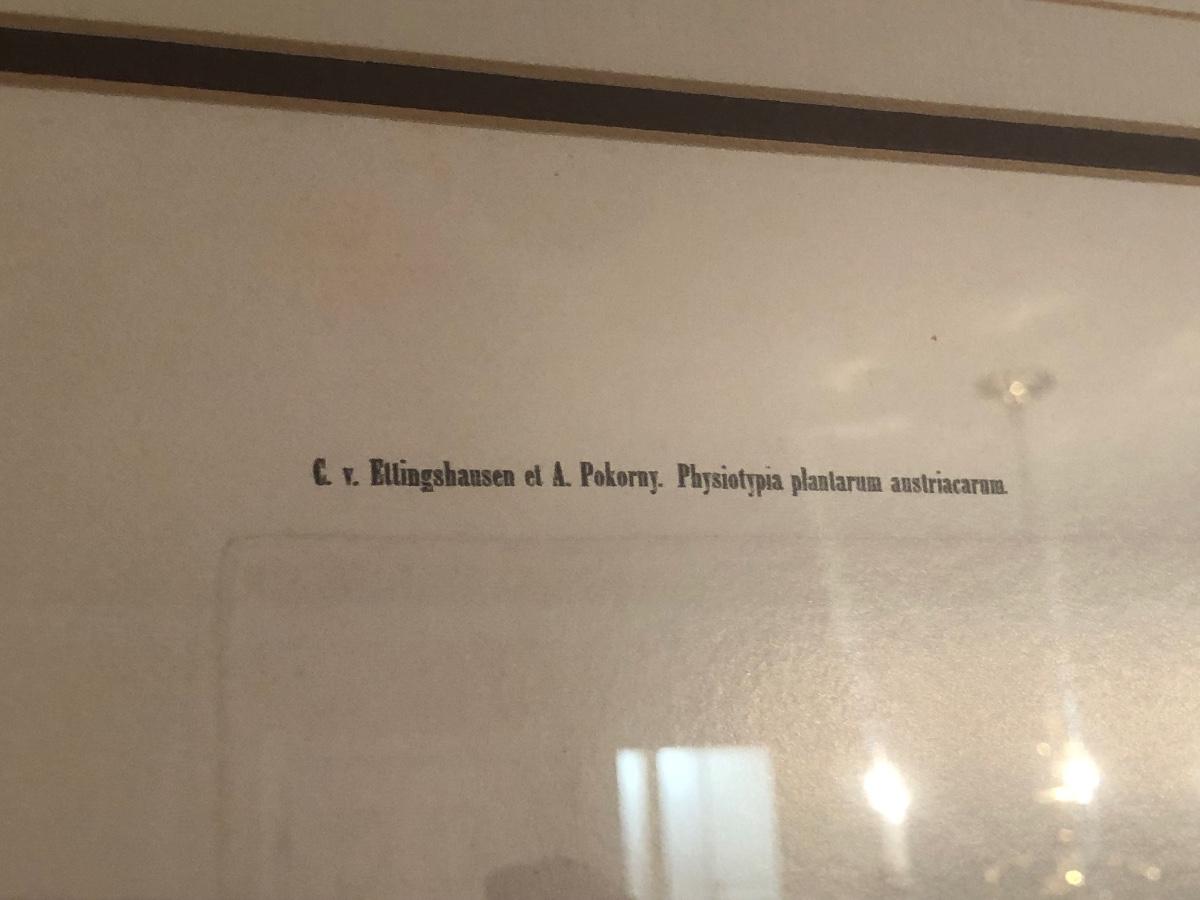 C. v. Ettingshausen et A. Pokorny. Physiotypia plantarum austriacarum.